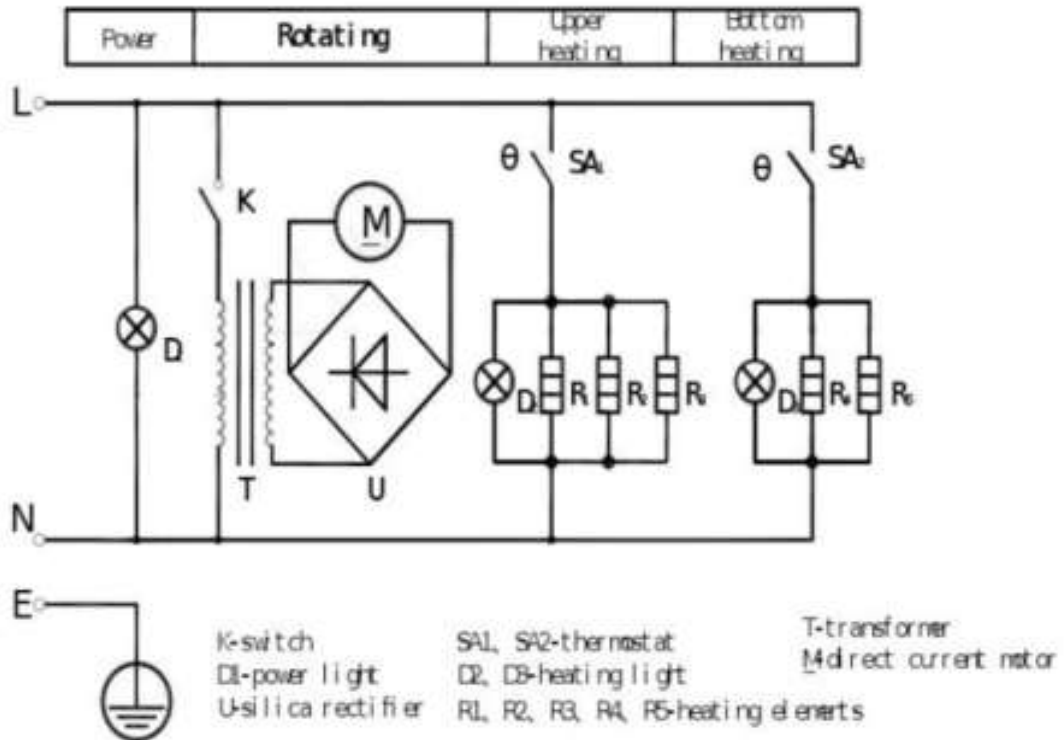 Power Rotating Upper heating Bottom heating
L
θ SA1
θ SA2
K
M
D1
D2 R1 R2 R3
D3 R4 R5
T U
N
E
K-switch
D1-power light
U-silica rectifier
SA1, SA2-thermostat
D2, D3-heating light
R1, R2, R3, R4, R5-heating elements
T-transformer
M-direct current motor